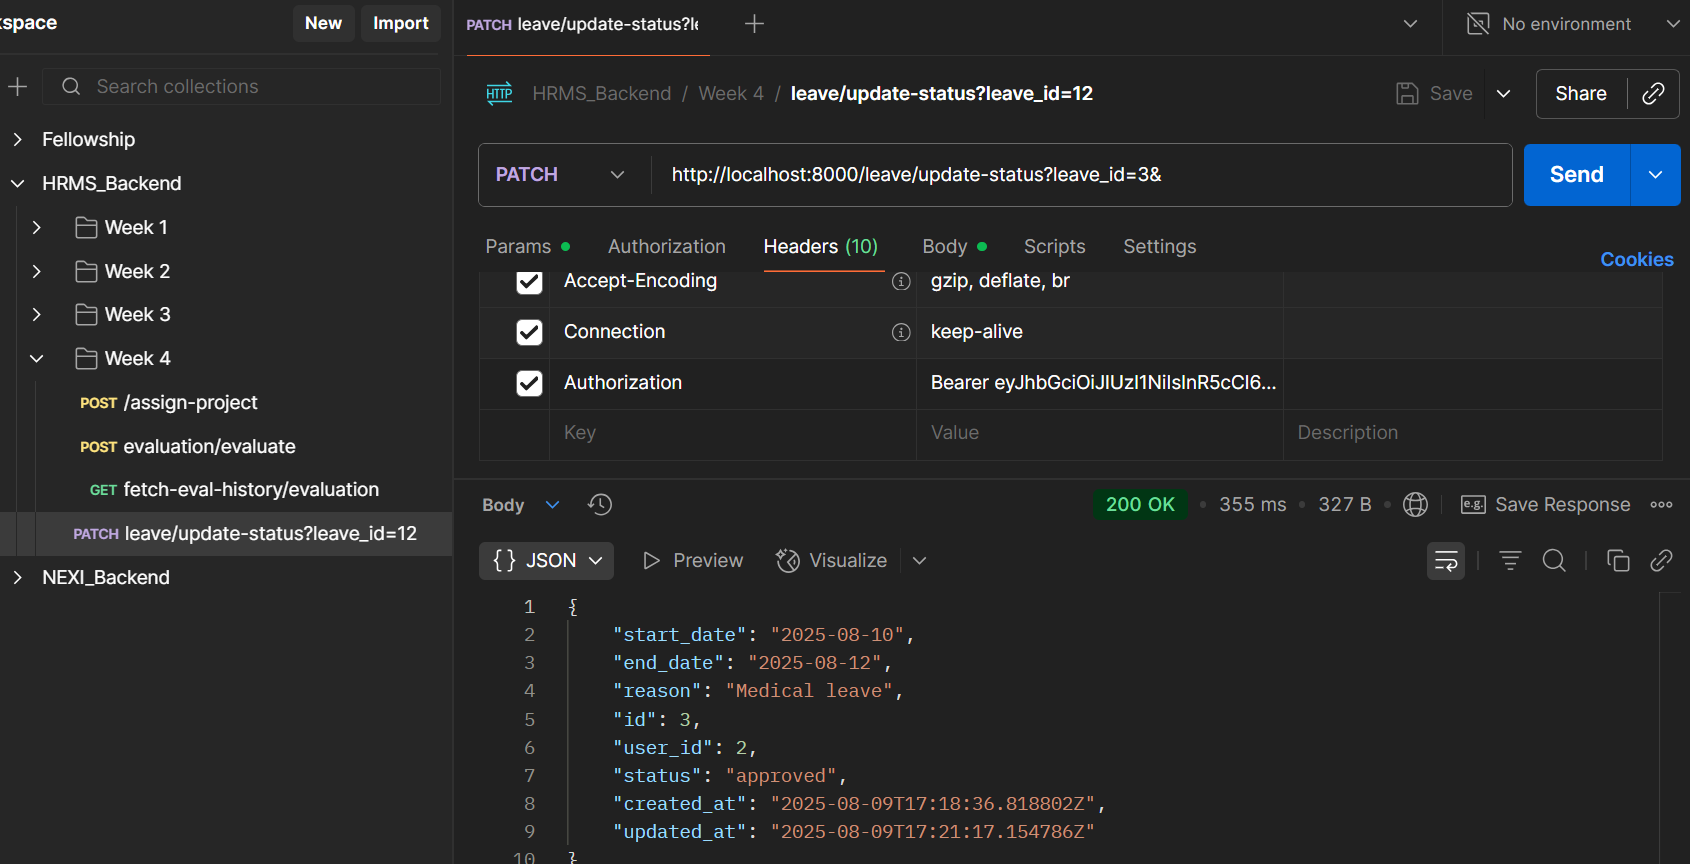 kspace
New
Import
Search collections
Fellowship
HRMS_Backend
Week 1
Week 2
Week 3
Week 4
POST /assign-project
POST evaluation/evaluate
GET fetch-eval-history/evaluation
PATCH leave/update-status?leave_id=12
NEXI_Backend
PATCH leave/update-status?le
No environment
HTTP HRMS_Backend / Week 4 / leave/update-status?leave_id=12
Save
Share
PATCH http://localhost:8000/leave/update-status?leave_id=3&
Send
Params Authorization Headers (10) Body Scripts Settings
Cookies
Accept-Encoding gzip, deflate, br
Connection keep-alive
Authorization Bearer eyJhbGciOiJIUzI1NiIsInR5cCI6...
Key Value Description
Body 200 OK 355 ms 327 B e.g. Save Response
{} JSON Preview Visualize
1 {
2 "start_date": "2025-08-10",
3 "end_date": "2025-08-12",
4 "reason": "Medical leave",
5 "id": 3,
6 "user_id": 2,
7 "status": "approved",
8 "created_at": "2025-08-09T17:18:36.818802Z",
9 "updated_at": "2025-08-09T17:21:17.154786Z"
10 }